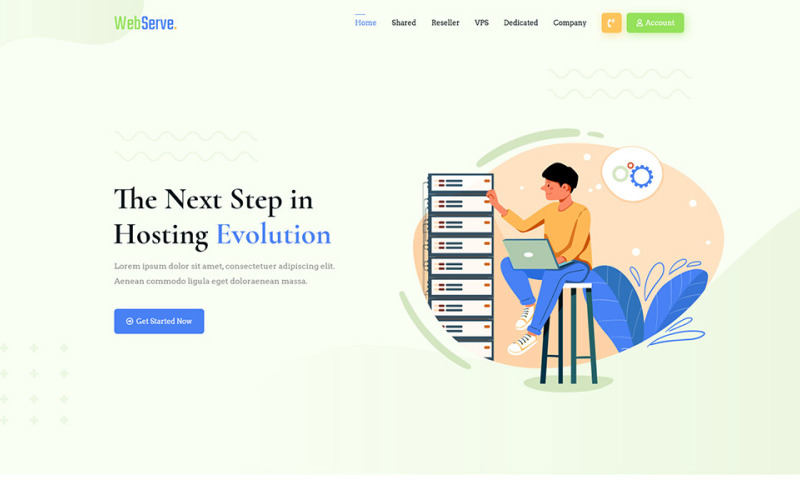 WebServe.
Home Shared Reseller VPS Dedicated Company Account
The Next Step in
Hosting Evolution
Lorem ipsum dolor sit amet, consectetuer adipiscing elit.
Aenean commodo ligula eget doloraenean massa.
Get Started Now